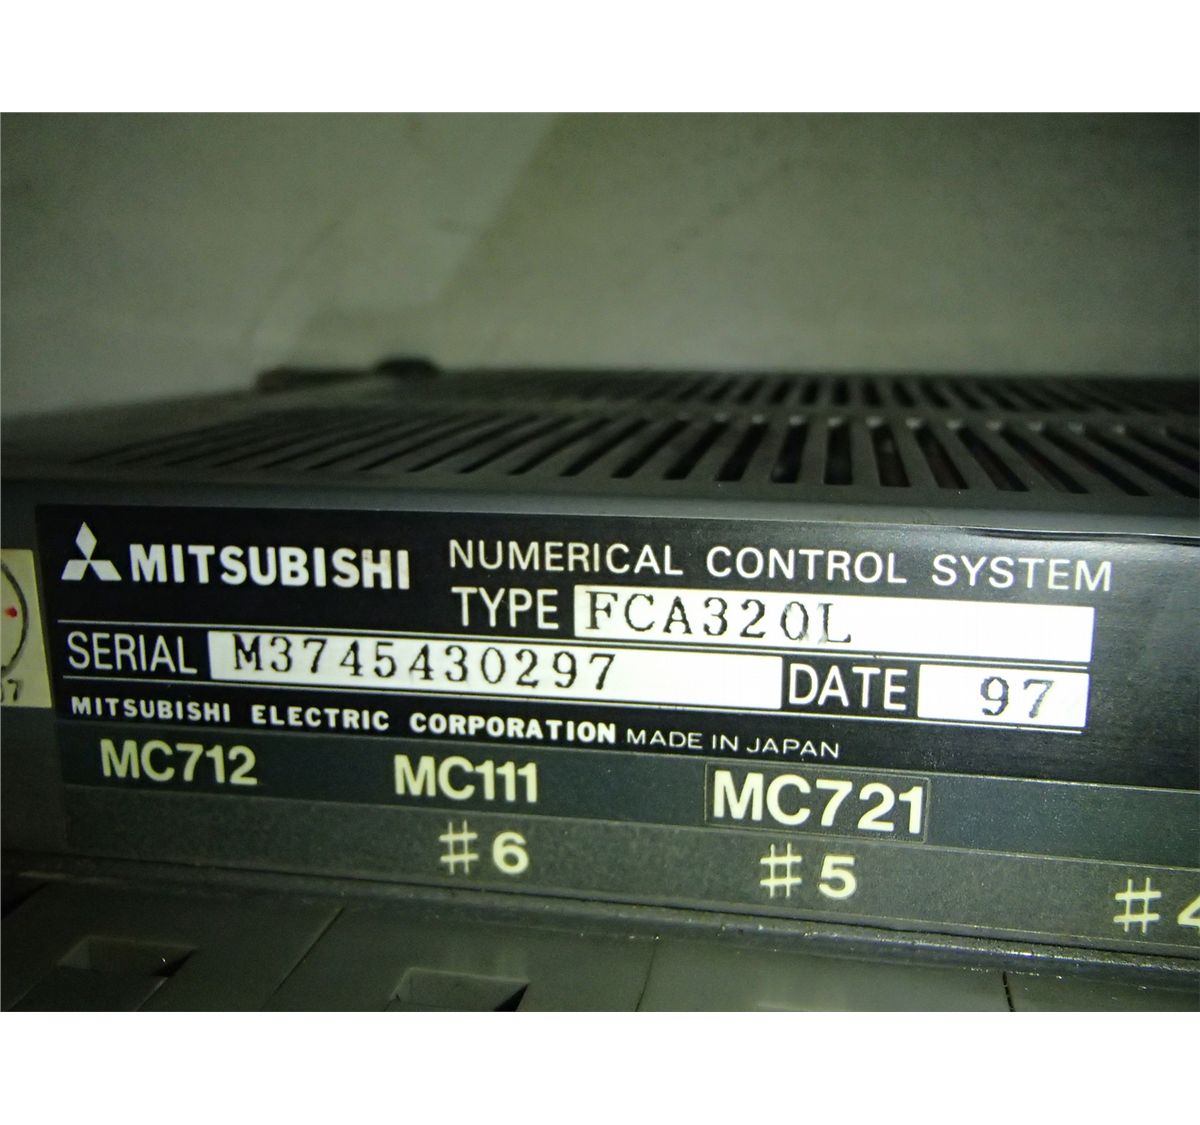 MITSUBISHI NUMERICAL CONTROL SYSTEM
TYPE FCA320L
SERIAL M3745430297 DATE 97
MITSUBISHI ELECTRIC CORPORATION MADE IN JAPAN
MC712 MC111 MC721
#6 #5 #4